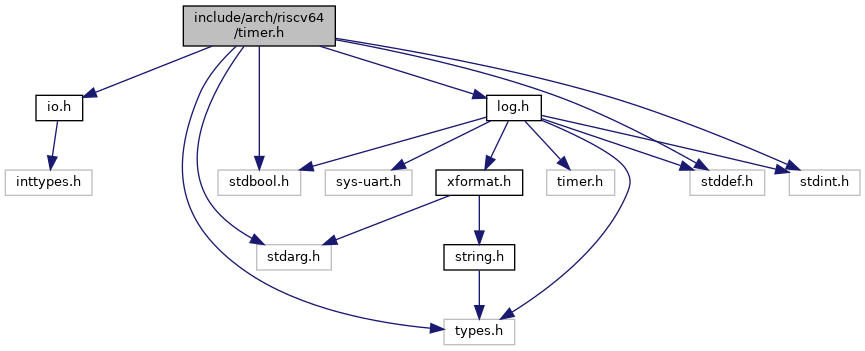 include/arch/riscv64
/timer.h
io.h
log.h
inttypes.h
stdbool.h
sys-uart.h
xformat.h
timer.h
stddef.h
stdint.h
stdarg.h
string.h
types.h